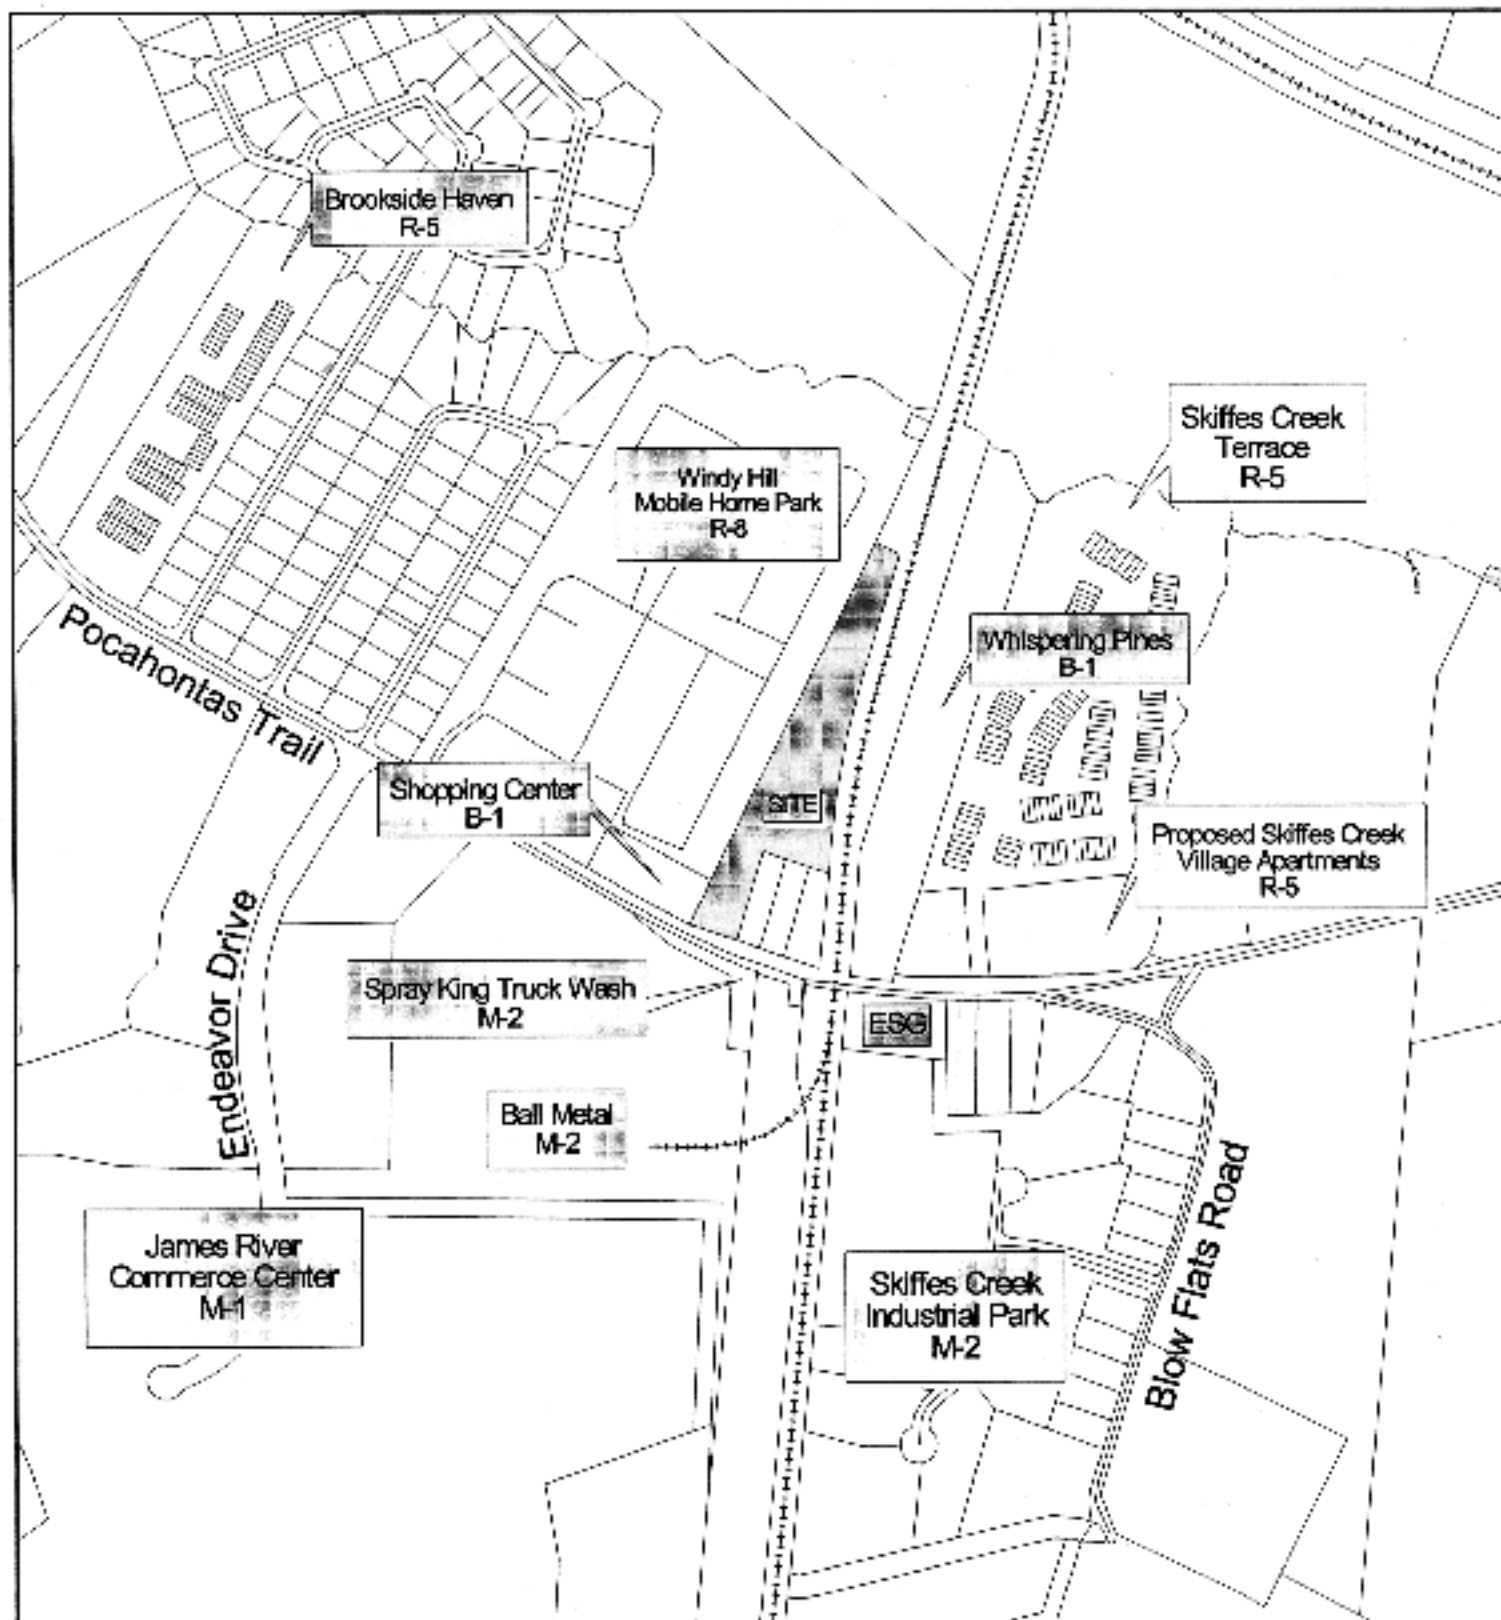 Brookside Haven
R-5
Skiffes Creek
Terrace
R-5
Windy Hill
Mobile Home Park
R-8
Whispering Pines
B-1
Pocahontas Trail
Shopping Center
B-1
SITE
Proposed Skiffes Creek
Village Apartments
R-5
Endeavor Drive
Spray King Truck Wash
M-2
ESG
Ball Metal
M-2
James River
Commerce Center
M-1
Skiffes Creek
Industrial Park
M-2
Blow Flats Road